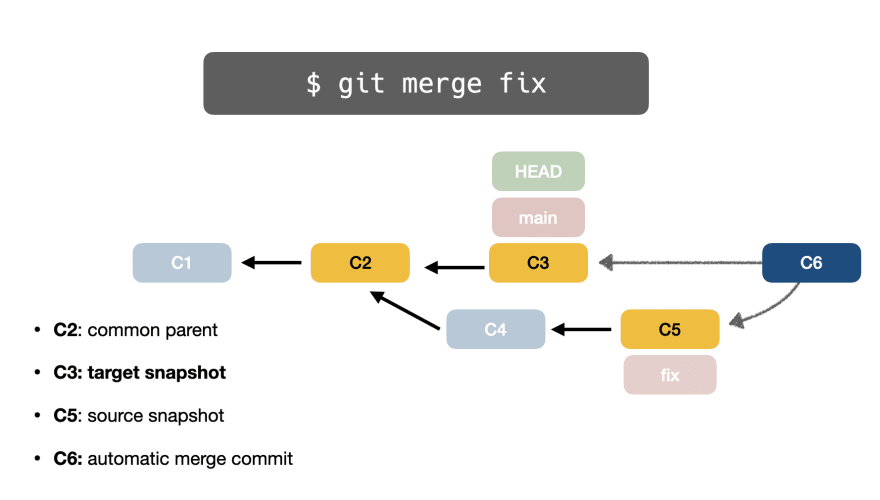 $ git merge fix
HEAD
main
C1
C2
C3
C6
C4
C5
fix
• C2: common parent
• C3: target snapshot
• C5: source snapshot
• C6: automatic merge commit